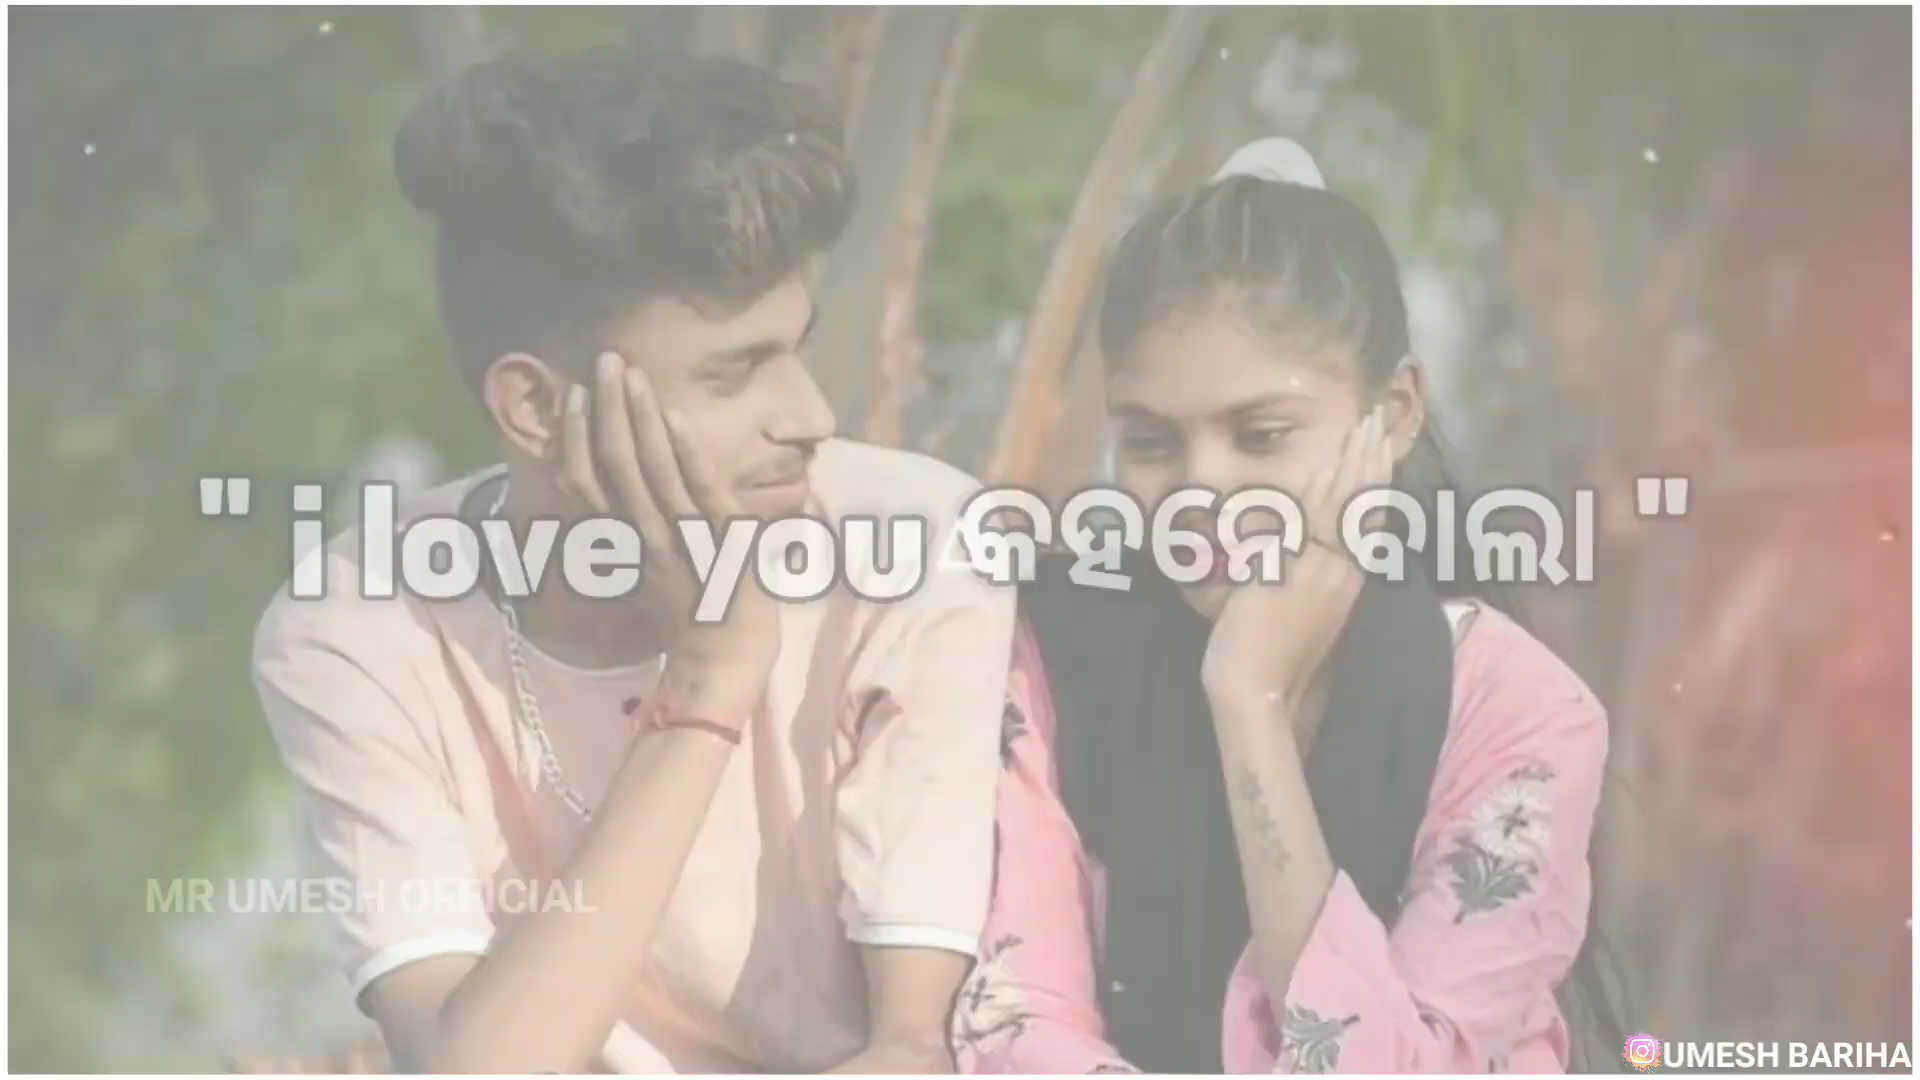 " i love you କହନେ ବାଲା "
MR UMESH OFFICIAL
UMESH BARIHA